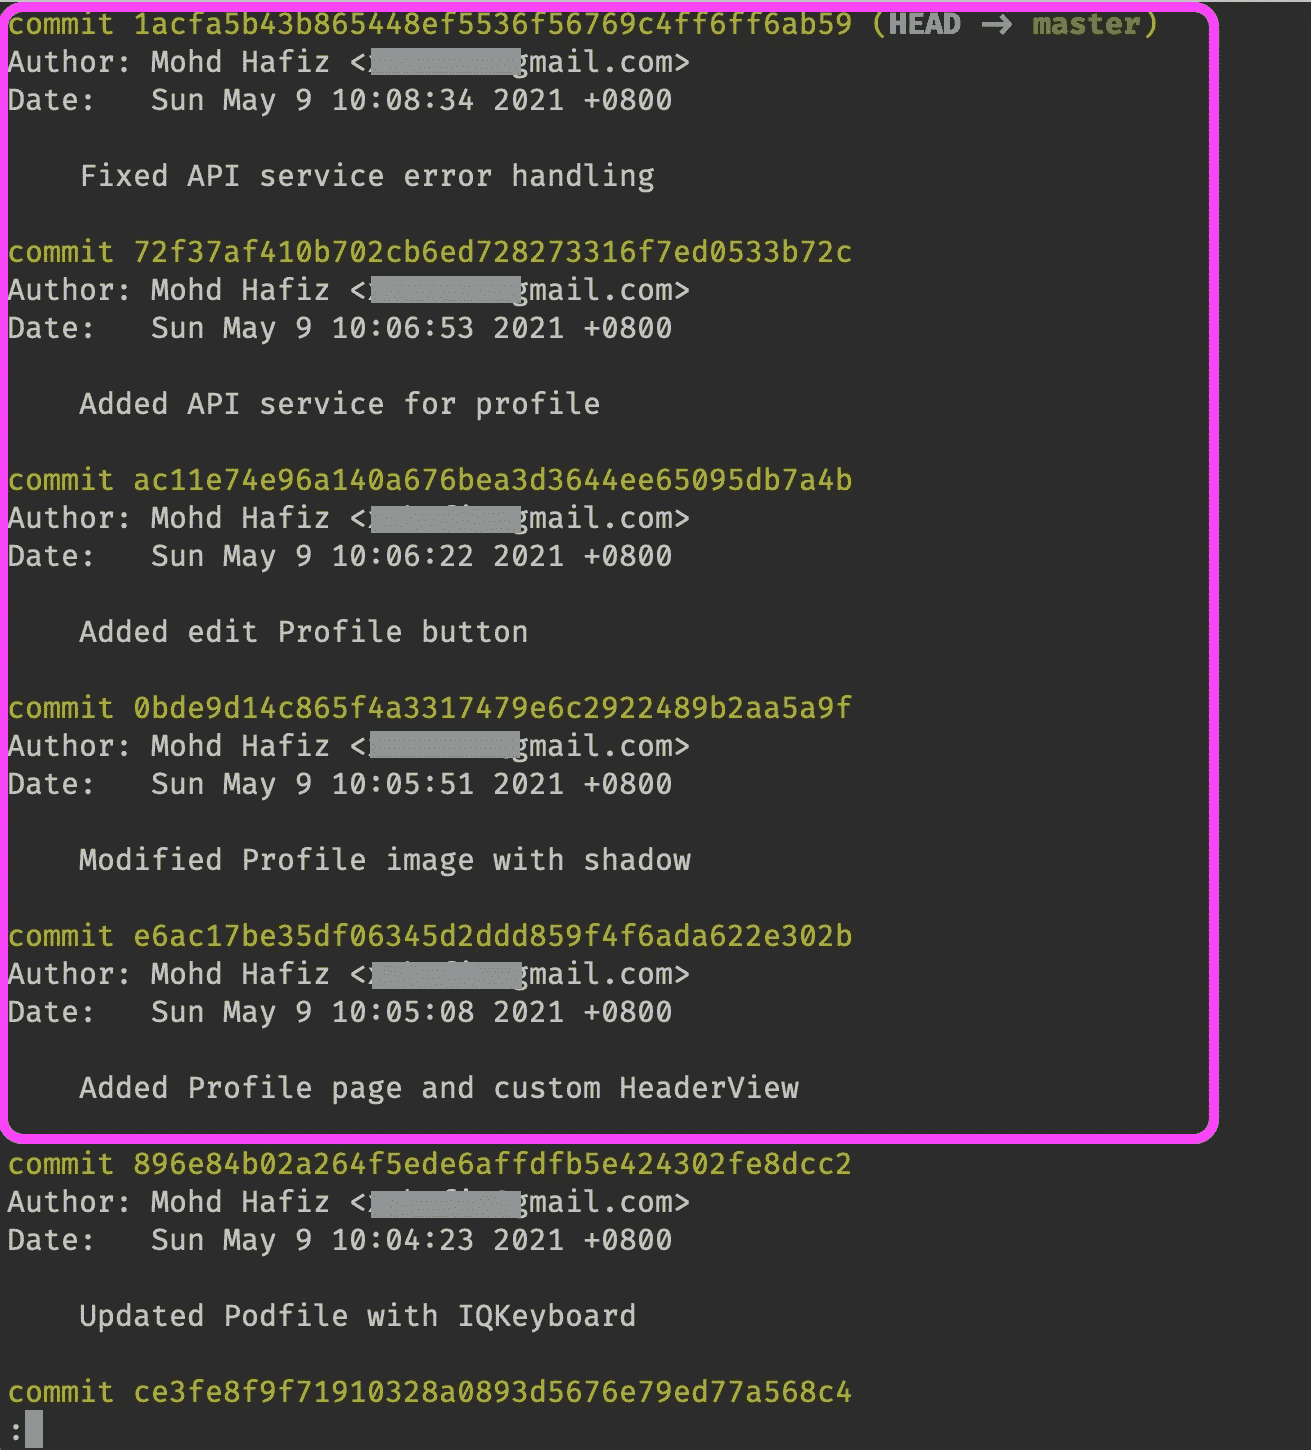 commit 1acfa5b43b865448ef5536f56769c4ff6ff6ab59 (HEAD → master)
Author: Mohd Hafiz < gmail.com>
Date:   Sun May 9 10:08:34 2021 +0800
Fixed API service error handling
commit 72f37af410b702cb6ed728273316f7ed0533b72c
Author: Mohd Hafiz < gmail.com>
Date:   Sun May 9 10:06:53 2021 +0800
Added API service for profile
commit ac11e74e96a140a676bea3d3644ee65095db7a4b
Author: Mohd Hafiz < gmail.com>
Date:   Sun May 9 10:06:22 2021 +0800
Added edit Profile button
commit 0bde9d14c865f4a3317479e6c2922489b2aa5a9f
Author: Mohd Hafiz < gmail.com>
Date:   Sun May 9 10:05:51 2021 +0800
Modified Profile image with shadow
commit e6ac17be35df06345d2ddd859f4f6ada622e302b
Author: Mohd Hafiz < gmail.com>
Date:   Sun May 9 10:05:08 2021 +0800
Added Profile page and custom HeaderView
commit 896e84b02a264f5ede6affdfb5e424302fe8dcc2
Author: Mohd Hafiz < gmail.com>
Date:   Sun May 9 10:04:23 2021 +0800
Updated Podfile with IQKeyboard
commit ce3fe8f9f71910328a0893d5676e79ed77a568c4
: